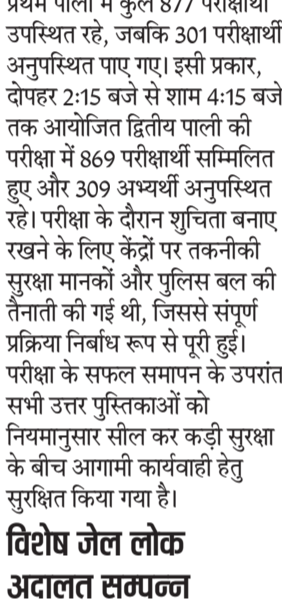 प्रथम पाली में कुल 877 परीक्षार्थी
उपस्थित रहे, जबकि 301 परीक्षार्थी
अनुपस्थित पाए गए। इसी प्रकार,
दोपहर 2:15 बजे से शाम 4:15 बजे
तक आयोजित द्वितीय पाली की
परीक्षा में 869 परीक्षार्थी सम्मिलित
हुए और 309 अभ्यर्थी अनुपस्थित
रहे। परीक्षा के दौरान शुचिता बनाए
रखने के लिए केंद्रों पर तकनीकी
सुरक्षा मानकों और पुलिस बल की
तैनाती की गई थी, जिससे संपूर्ण
प्रक्रिया निर्बाध रूप से पूरी हुई।
परीक्षा के सफल समापन के उपरांत
सभी उत्तर पुस्तिकाओं को
नियमानुसार सील कर कड़ी सुरक्षा
के बीच आगामी कार्यवाही हेतु
सुरक्षित किया गया है।
विशेष जेल लोक
अदालत सम्पन्न